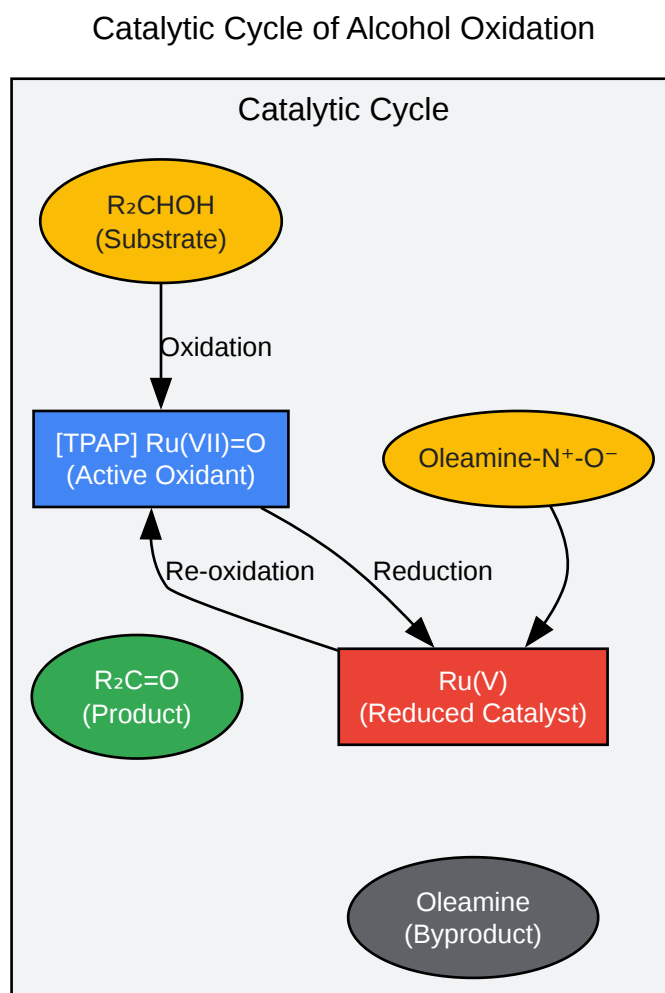 Catalytic Cycle of Alcohol Oxidation
Catalytic Cycle
R₂CHOH
(Substrate)
Oxidation
[TPAP] Ru(VII)=O
(Active Oxidant)
Oleamine-N⁺-O⁻
Re-oxidation
Reduction
R₂C=O
(Product)
Ru(V)
(Reduced Catalyst)
Oleamine
(Byproduct)